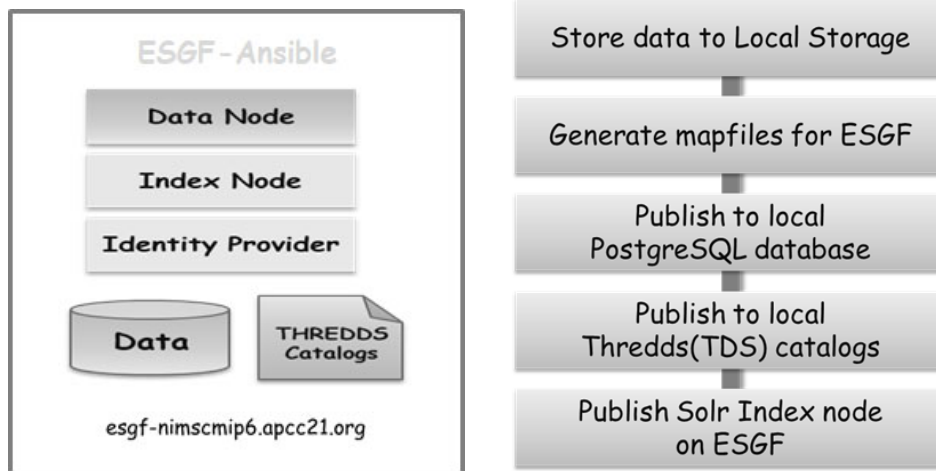 ESGF-Ansible
Data Node
Index Node
Identity Provider
Data
THREDDS
Catalogs
esgf-nimscmip6.apcc21.org
Store data to Local Storage
Generate mapfiles for ESGF
Publish to local
PostgreSQL database
Publish to local
Thredds(TDS) catalogs
Publish Solr Index node
on ESGF